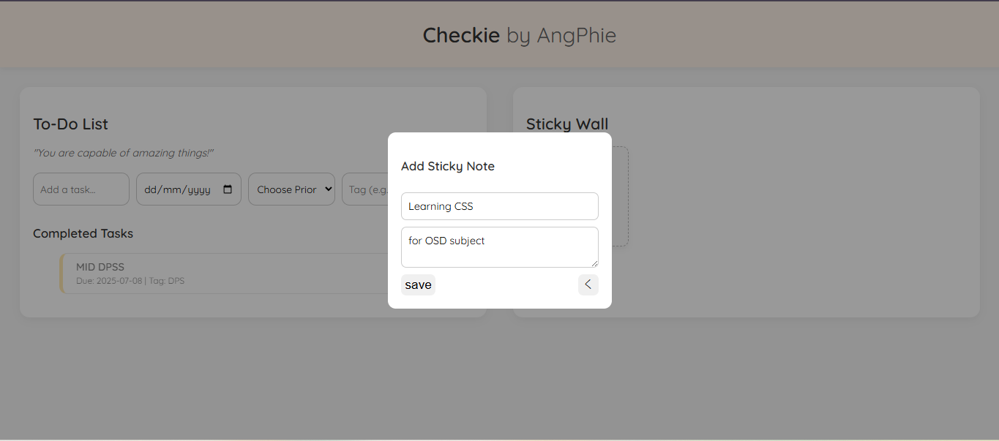 Checkie by AngPhie
To-Do List
"You are capable of amazing things!"
Add a task...
dd/mm/yyyy
Choose Prior
Tag (e.g.
Completed Tasks
MID DPSS
Due: 2025-07-08 | Tag: DPS
Sticky Wall
Add Sticky Note
Learning CSS
for OSD subject
save
<